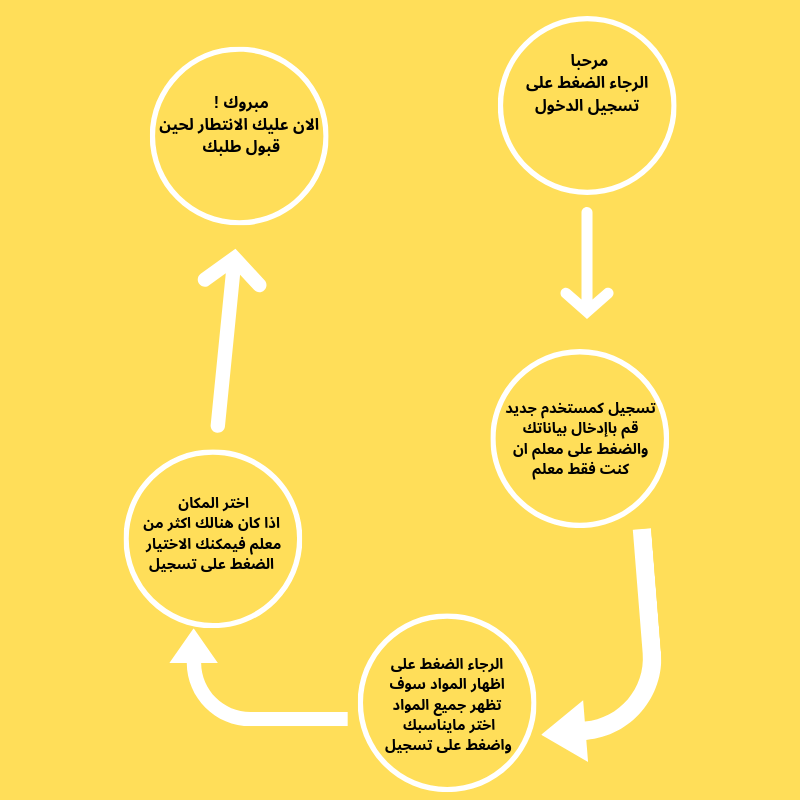 مرحبا
الرجاء الضغط على
تسجيل الدخول
تسجيل كمستخدم جديد
قم باإدخال بياناتك
والضغط على معلم ان
كنت فقط معلم
الرجاء الضغط على
اظهار المواد سوف
تظهر جميع المواد
اختر مايناسبك
واضغط على تسجيل
اختر المكان
اذا كان هنالك اكثر من
معلم فيمكنك الاختيار
الضغط على تسجيل
مبروك !
الان عليك الانتطار لحين
قبول طلبك